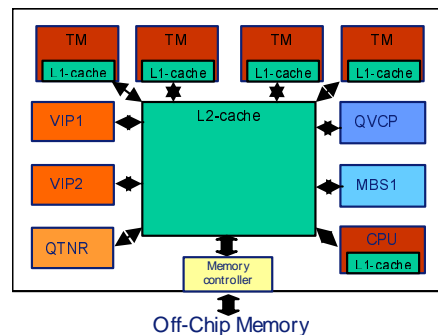 TM
TM
TM
TM
L1-cache
L1-cache
L1-cache
L1-cache
L2-cache
VIP1
QVCP
VIP2
MBS1
QTNR
CPU
L1-cache
Memory
controller
Off-Chip Memory